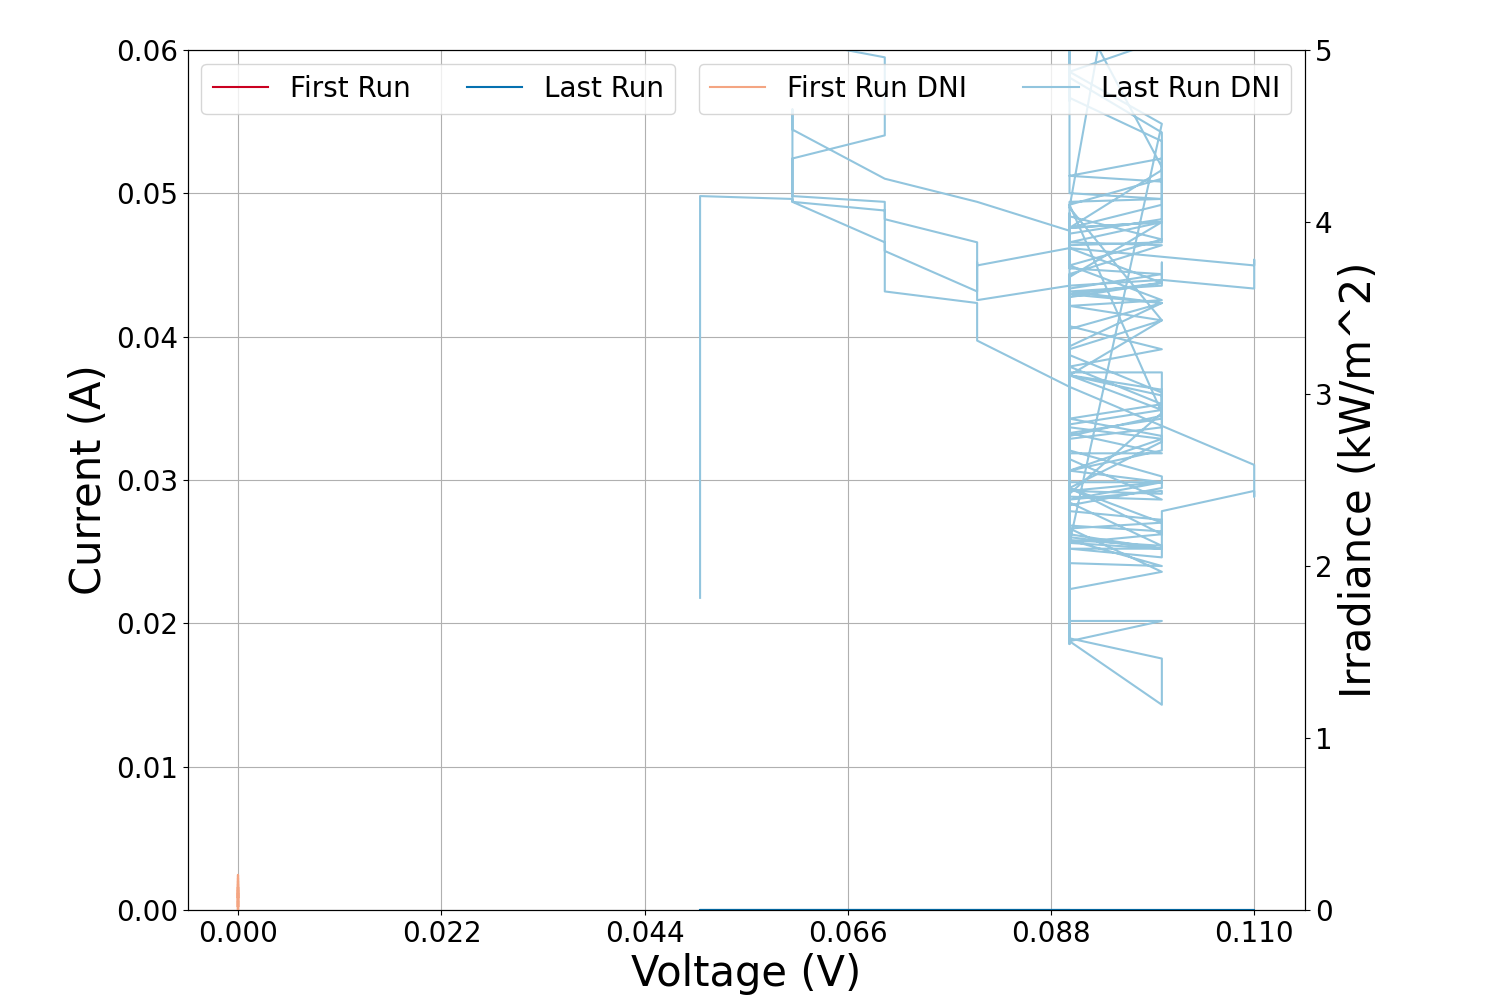 First Run
Last Run
First Run DNI
Last Run DNI
Current (A)
0.06
0.05
0.04
0.03
0.02
0.01
0.00
0.000
0.022
0.044
0.066
0.088
0.110
Voltage (V)
5
4
3
2
1
0
Irradiance (kW/m^2)